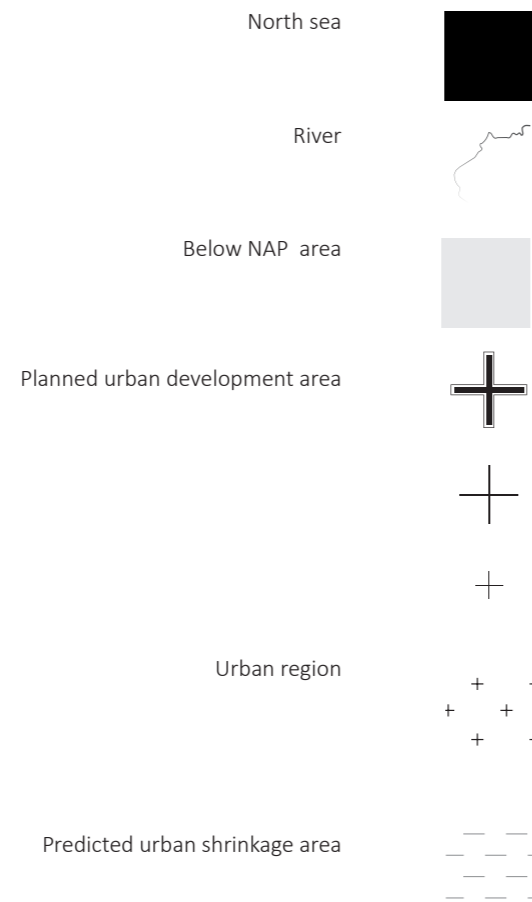 North sea
River
Below NAP area
Planned urban development area
Urban region
Predicted urban shrinkage area